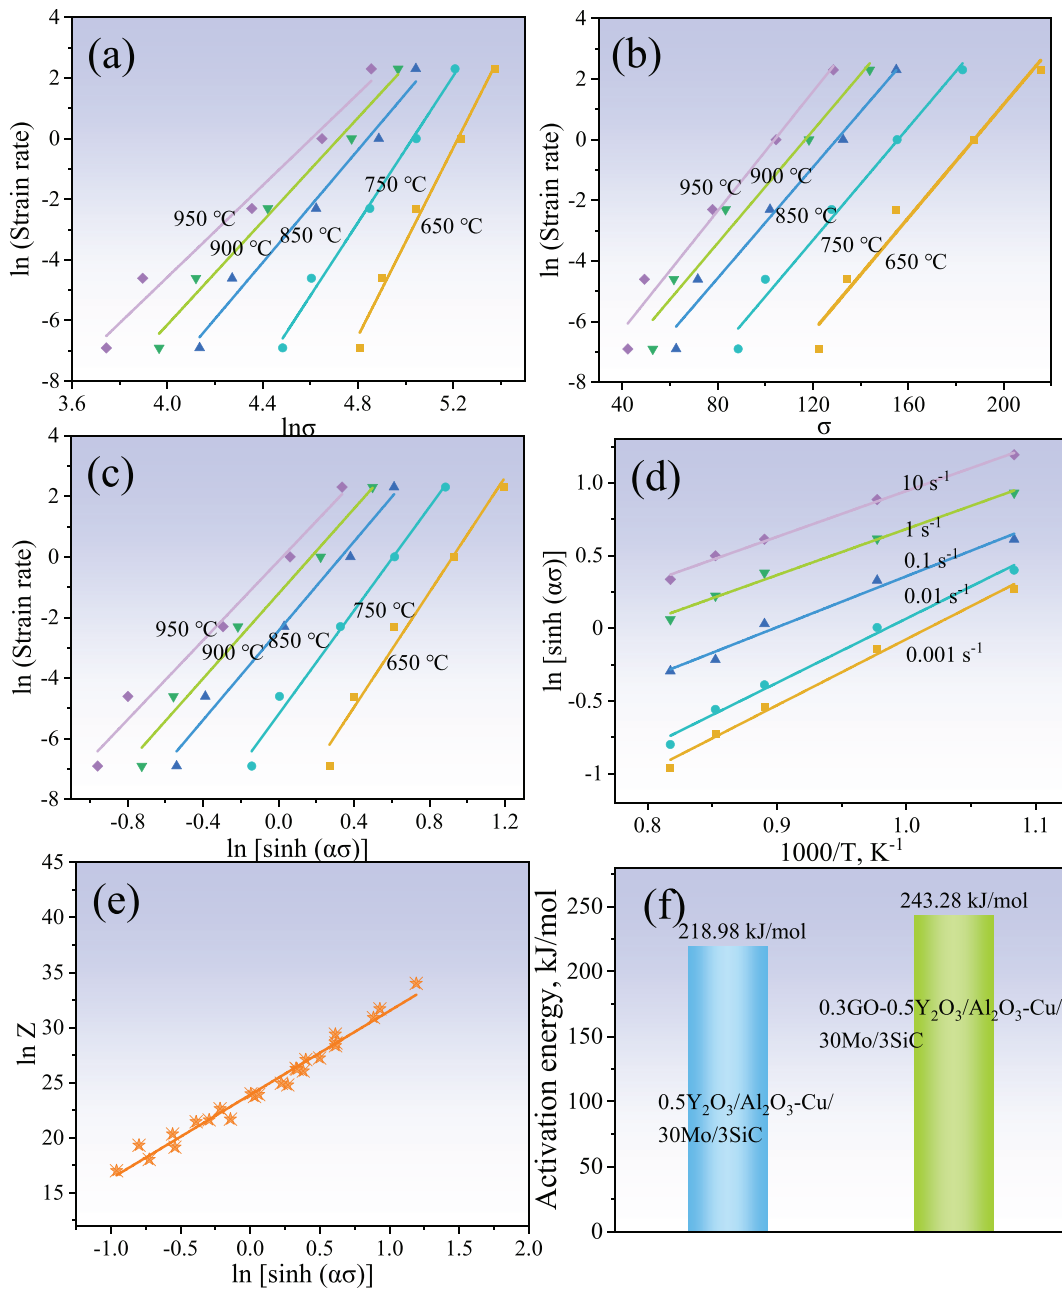 (a)
ln (Strain rate)
4
2
0
-2
-4
-6
-8
950 ℃
900 ℃
850 ℃
750 ℃
650 ℃
3.6 4.0 4.4 4.8 5.2
lnσ
(b)
ln (Strain rate)
4
2
0
-2
-4
-6
-8
950 ℃
900 ℃
850 ℃
750 ℃
650 ℃
40 80 120 160 200
σ
(c)
ln (Strain rate)
4
2
0
-2
-4
-6
-8
950 ℃
900 ℃
850 ℃
750 ℃
650 ℃
-0.8 -0.4 0.0 0.4 0.8 1.2
ln [sinh (ασ)]
(d)
ln [sinh (ασ)]
1.0
0.5
0
-0.5
-1
10 s⁻¹
1 s⁻¹
0.1 s⁻¹
0.01 s⁻¹
0.001 s⁻¹
0.8 0.9 1.0 1.1
1000/T, K⁻¹
(e)
ln Z
45
40
35
30
25
20
15
-1.0 -0.5 0.0 0.5 1.0 1.5 2.0
ln [sinh (ασ)]
(f)
Activation energy, kJ/mol
250
200
150
100
50
0
218.98 kJ/mol
243.28 kJ/mol
0.5Y₂O₃/Al₂O₃-Cu/
30Mo/3SiC
0.3GO-0.5Y₂O₃/Al₂O₃-Cu/
30Mo/3SiC